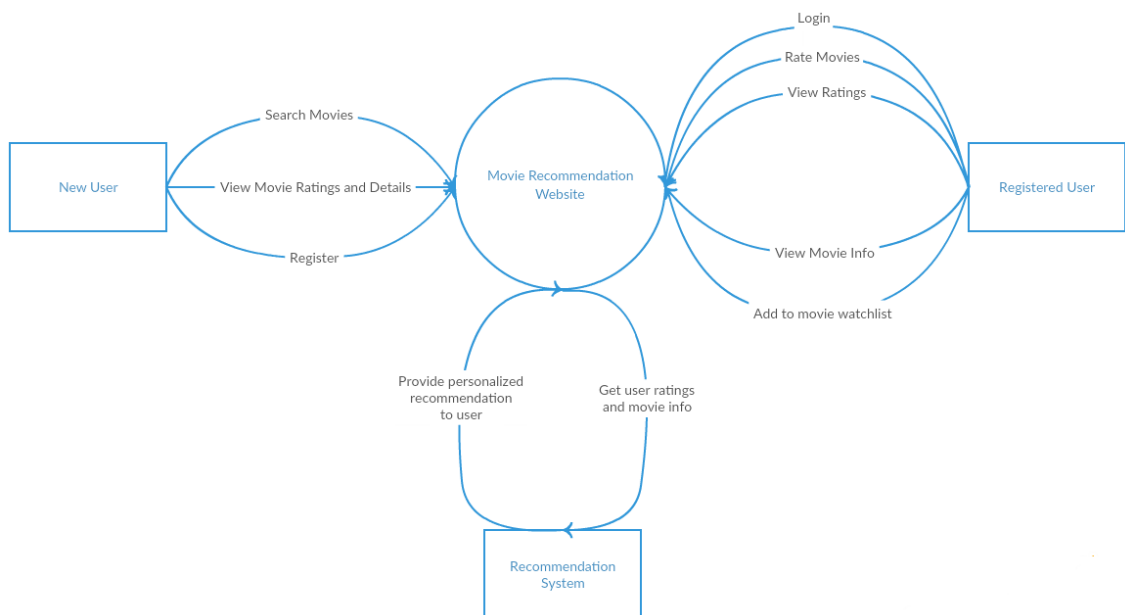 Login
Rate Movies
View Ratings
Search Movies
New User
View Movie Ratings and Details
Movie Recommendation
Website
Registered User
Register
View Movie Info
Add to movie watchlist
Provide personalized
recommendation
to user
Get user ratings
and movie info
Recommendation
System